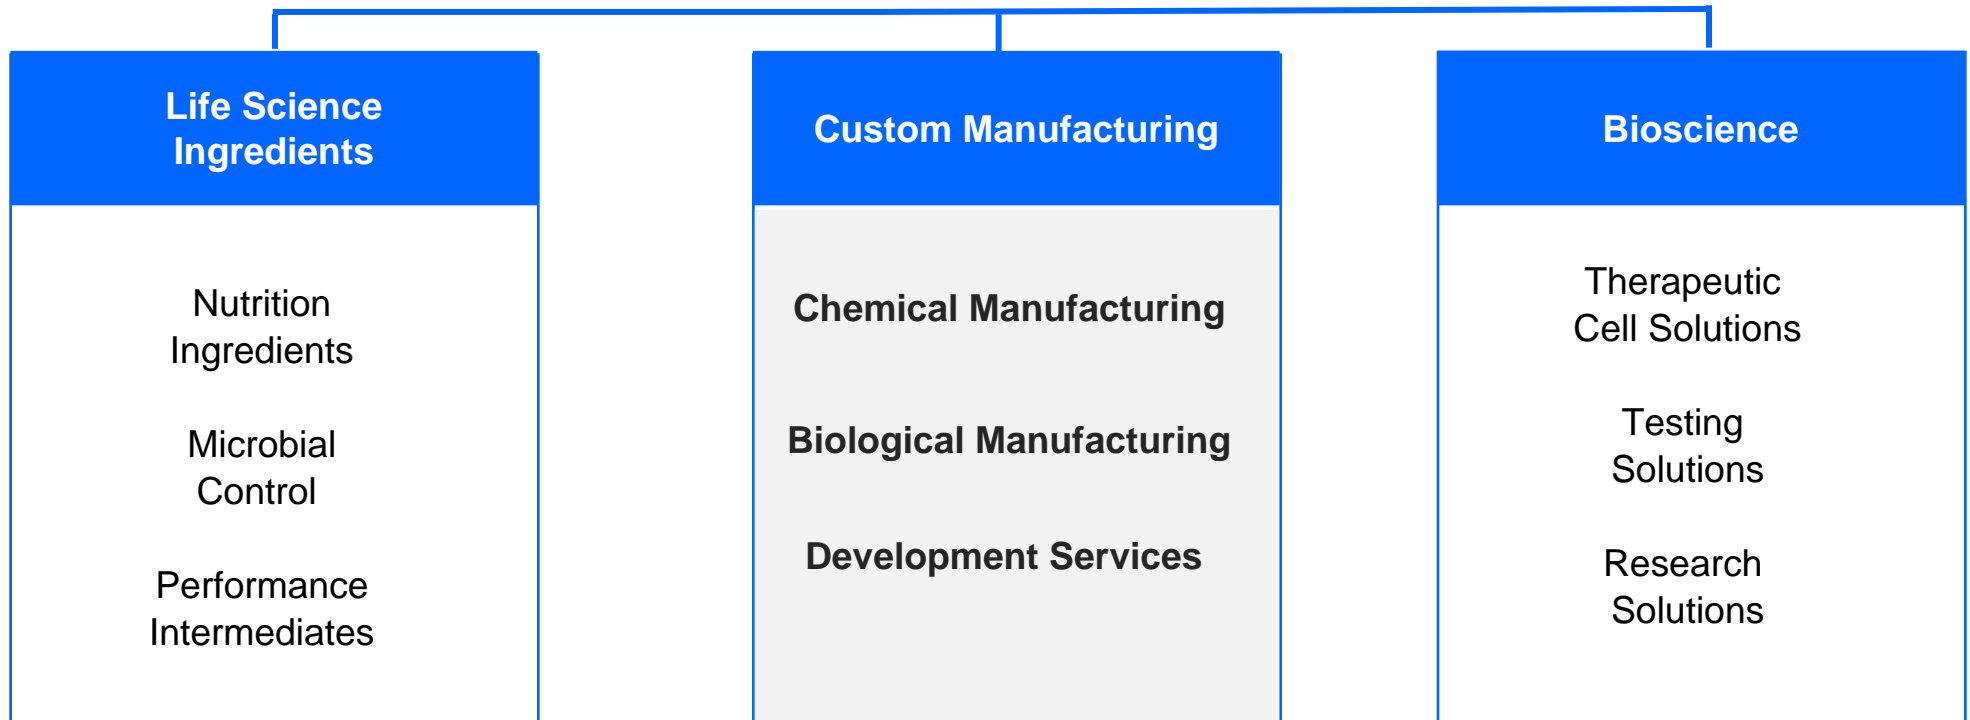 Life Science
Ingredients
Nutrition
Ingredients
Microbial
Control
Performance
Intermediates
Custom Manufacturing
Chemical Manufacturing
Biological Manufacturing
Development Services
Bioscience
Therapeutic
Cell Solutions
Testing
Solutions
Research
Solutions